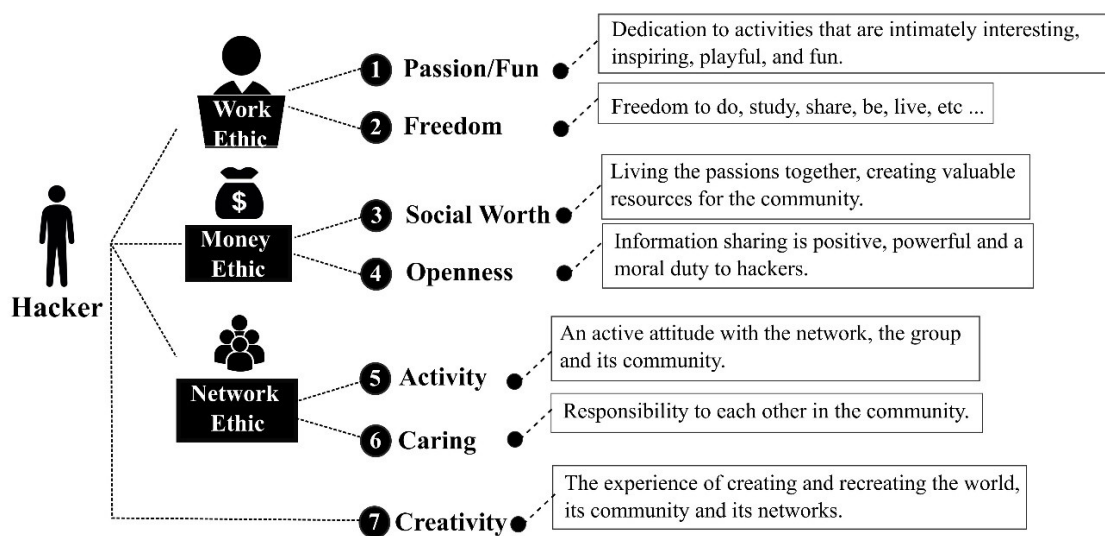 Hacker
Work
Ethic
1 Passion/Fun
Dedication to activities that are intimately interesting,
inspiring, playful, and fun.
2 Freedom
Freedom to do, study, share, be, live, etc ...
$
Money
Ethic
3 Social Worth
Living the passions together, creating valuable
resources for the community.
4 Openness
Information sharing is positive, powerful and a
moral duty to hackers.
Network
Ethic
5 Activity
An active attitude with the network, the group
and its community.
6 Caring
Responsibility to each other in the community.
7 Creativity
The experience of creating and recreating the world,
its community and its networks.